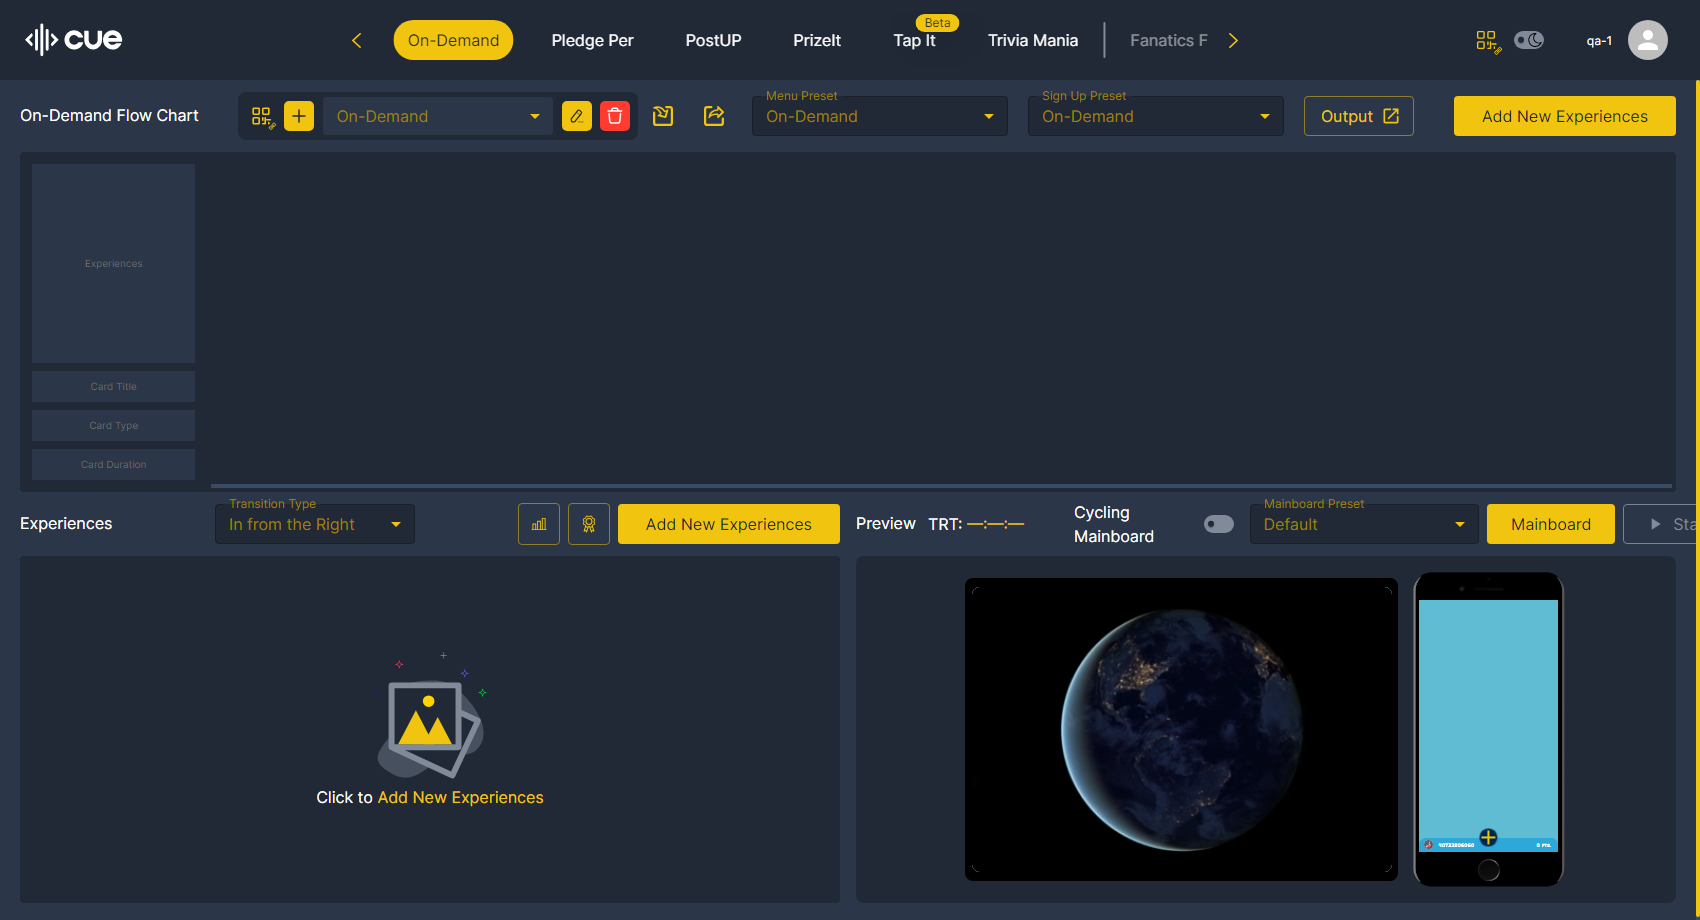 cue
On-Demand
Pledge Per
PostUP
PrizeIt
Beta
Tap It
Trivia Mania
Fanatics F
qa-1
On-Demand Flow Chart
On-Demand
Menu Preset
On-Demand
Sign Up Preset
On-Demand
Output
Add New Experiences
Experiences
Card Title
Card Type
Card Duration
Experiences
Transition Type
In from the Right
Add New Experiences
Preview
TRT: —:—:—
Cycling
Mainboard
Mainboard Preset
Default
Mainboard
Sta
Click to Add New Experiences
90733806060
0 PTS.